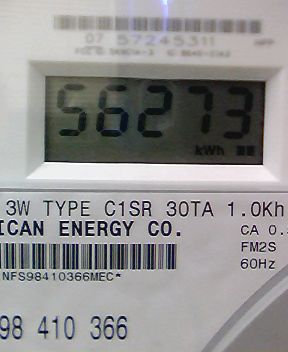 07 57245311
56273
kWh
3W TYPE C1SR 30TA 1.0Kh
ICAN ENERGY CO.
CA 0.
FM2S
60Hz
*NFS98410366MEC*
98 410 366